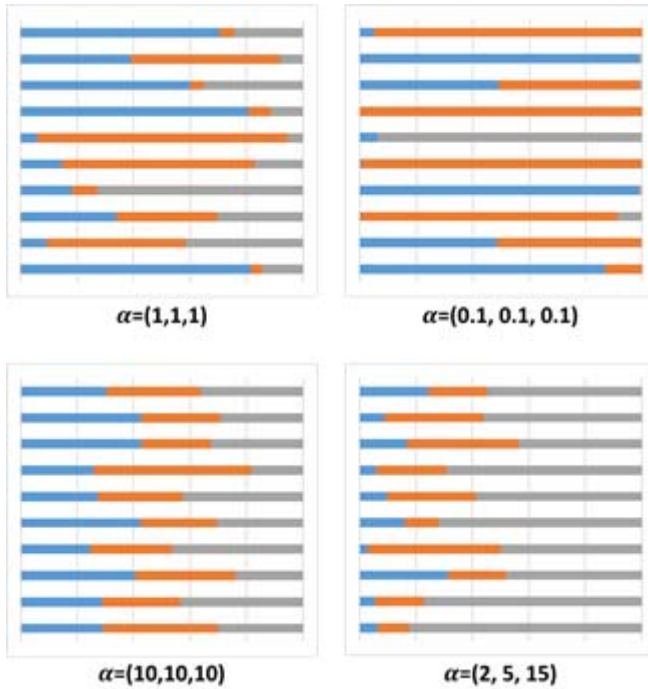 α=(1,1,1)
α=(0.1, 0.1, 0.1)
α=(10,10,10)
α=(2, 5, 15)